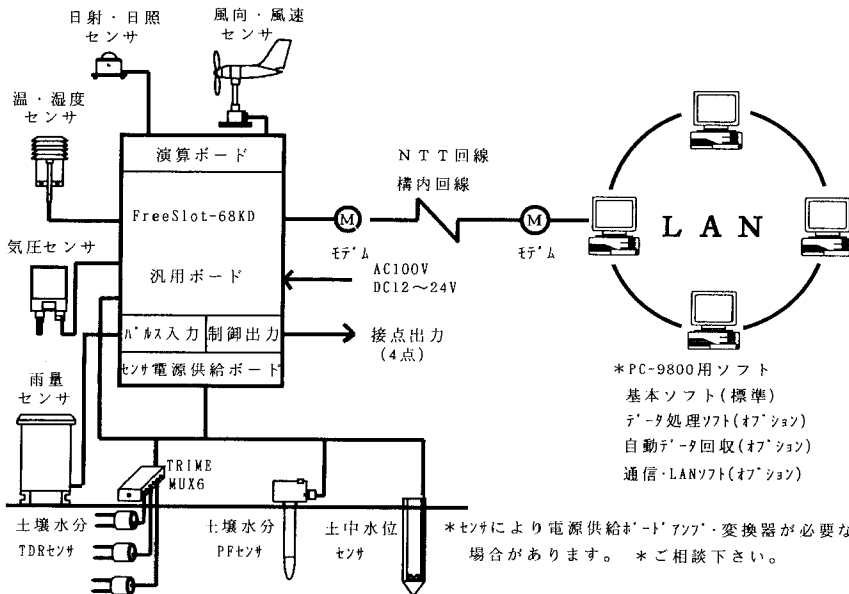 日射・日照
センサ
風向・風速
センサ
温・湿度
センサ
演算ボード
FreeSlot-68KD
汎用ボード
気圧センサ
パルス入力
制御出力
センサ電源供給ボード
雨量
センサ
NTT回線
構内回線
M
モデム
M
モデム
LAN
AC100V
DC12～24V
接点出力
(4点)
＊PC-9800用ソフト
基本ソフト(標準)
データ処理ソフト(オプション)
自動データ回収(オプション)
通信・LANソフト(オプション)
TRIME
MUX6
土壌水分
TDRセンサ
土壌水分
PFセンサ
土中水位
センサ
＊センサにより電源供給ボードアンプ・変換器が必要な
場合があります。 ＊ご相談下さい。